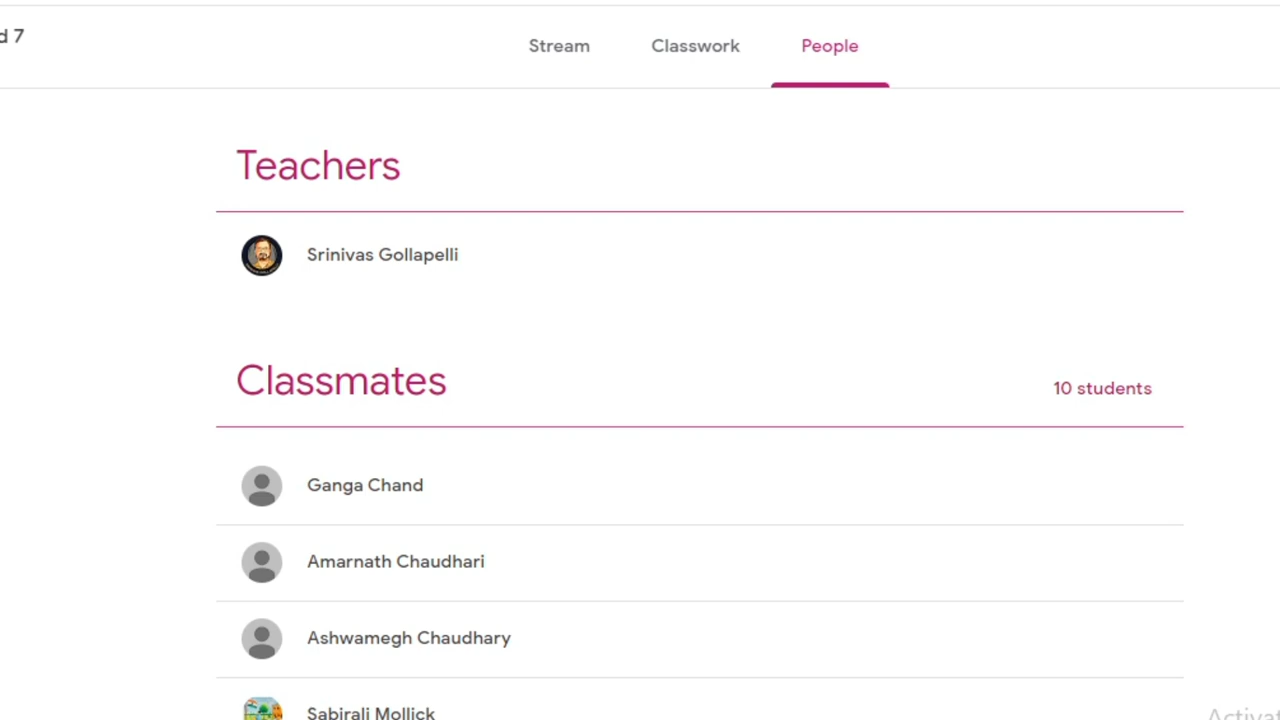 d 7
Stream Classwork People
Teachers
Srinivas Gollapelli
Classmates
10 students
Ganga Chand
Amarnath Chaudhari
Ashwamegh Chaudhary
Sabirali Mollick